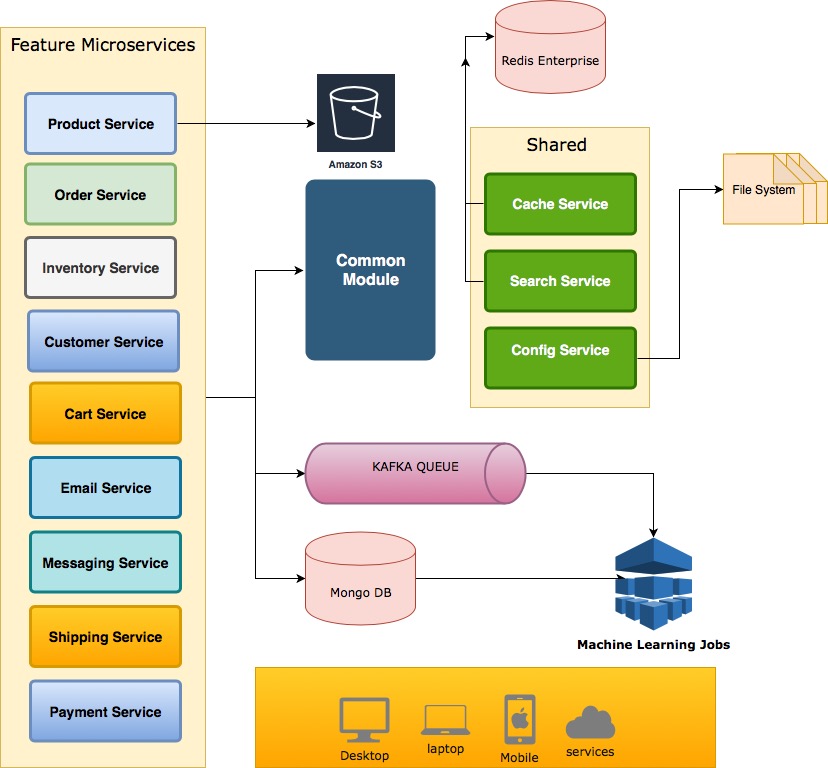 Feature Microservices
Product Service
Order Service
Inventory Service
Customer Service
Cart Service
Email Service
Messaging Service
Shipping Service
Payment Service
Amazon S3
Common
Module
Redis Enterprise
Shared
Cache Service
Search Service
Config Service
File System
KAFKA QUEUE
Mongo DB
Machine Learning Jobs
Desktop
laptop
Mobile
services